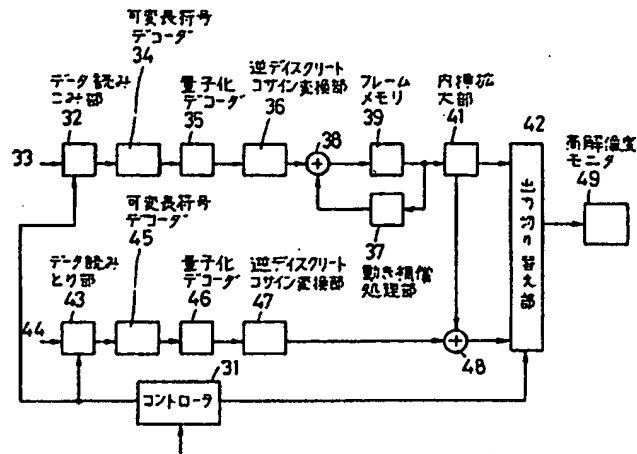 可変長符号
デコーダ
34
データ読み
こみ部
32
量子化
デコーダ
35
逆ディスクリート
コサイン変換部
36
38
フレーム
メモリ
39
内挿拡
大部
41
42
高解像度
モニタ
49
33
可変長符号
デコーダ
45
37
動き補償
処理部
出力切り替え部
データ読み
とり部
43
量子化
デコーダ
46
逆ディスクリート
コサイン変換部
47
44
48
31
コントローラ